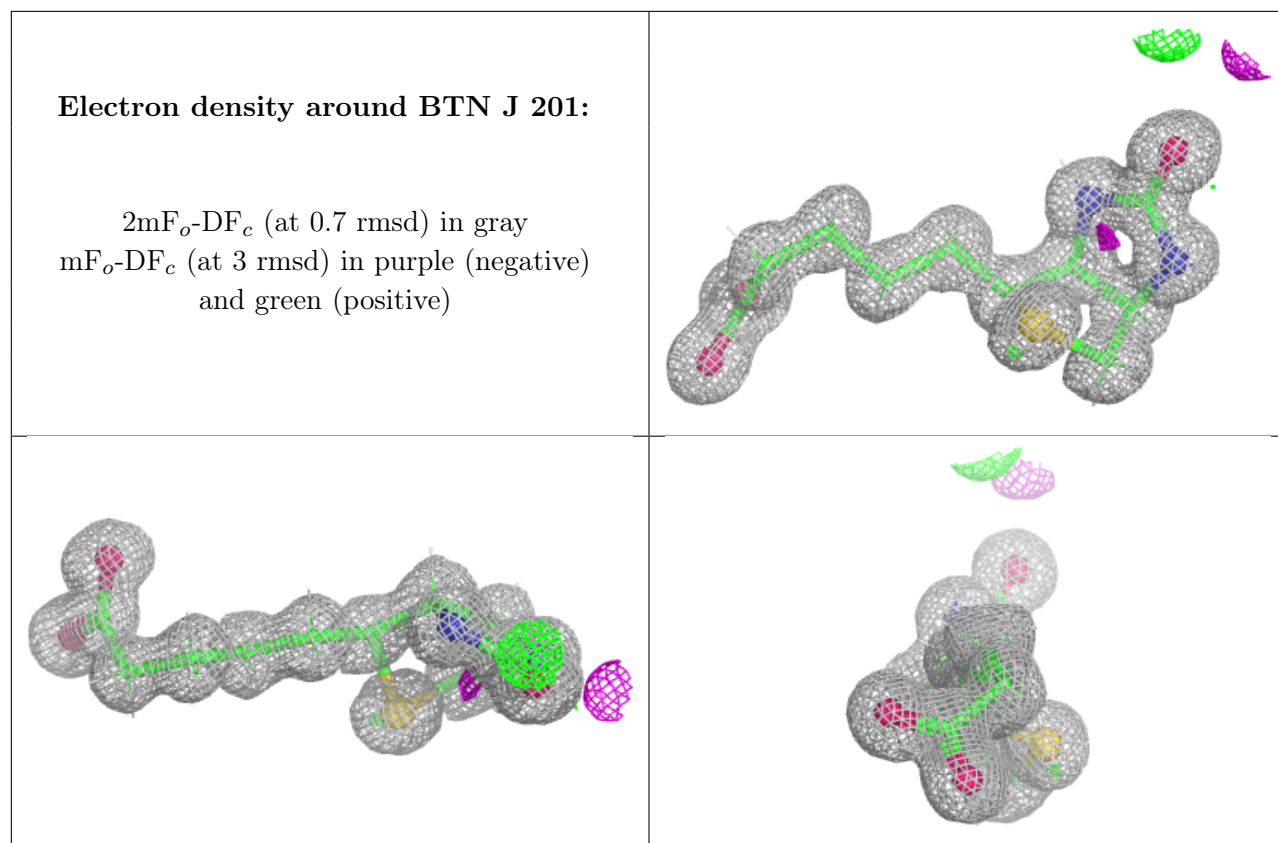 Electron density around BTN J 201:
2mFₒ-DF𝒸 (at 0.7 rmsd) in gray
mFₒ-DF𝒸 (at 3 rmsd) in purple (negative)
and green (positive)